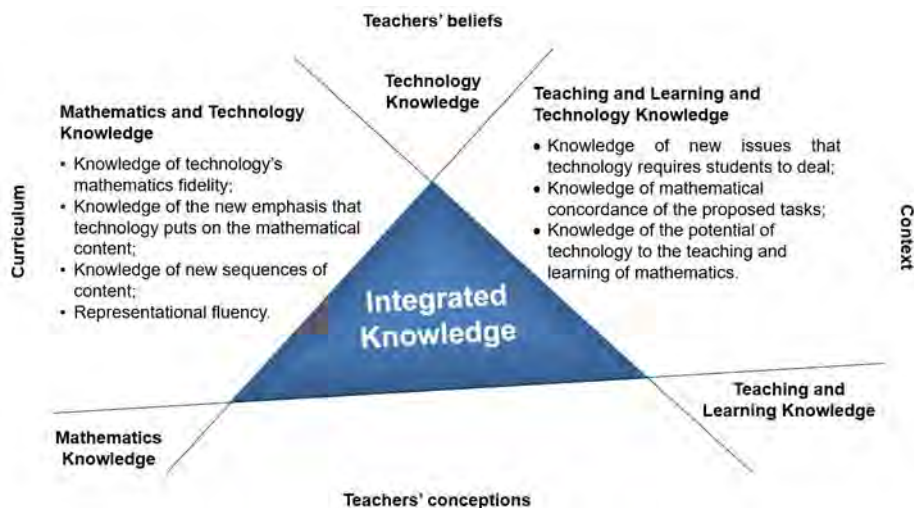 Teachers' beliefs
Technology
Knowledge
Mathematics and Technology
Knowledge
• Knowledge of technology's
mathematics fidelity;
• Knowledge of the new emphasis that
technology puts on the mathematical
content;
• Knowledge of new sequences of
content;
• Representational fluency.
Teaching and Learning and
Technology Knowledge
• Knowledge of new issues that
technology requires students to deal;
• Knowledge of mathematical
concordance of the proposed tasks;
• Knowledge of the potential of
technology to the teaching and
learning of mathematics.
Curriculum
Context
Integrated
Knowledge
Mathematics
Knowledge
Teaching and
Learning Knowledge
Teachers' conceptions